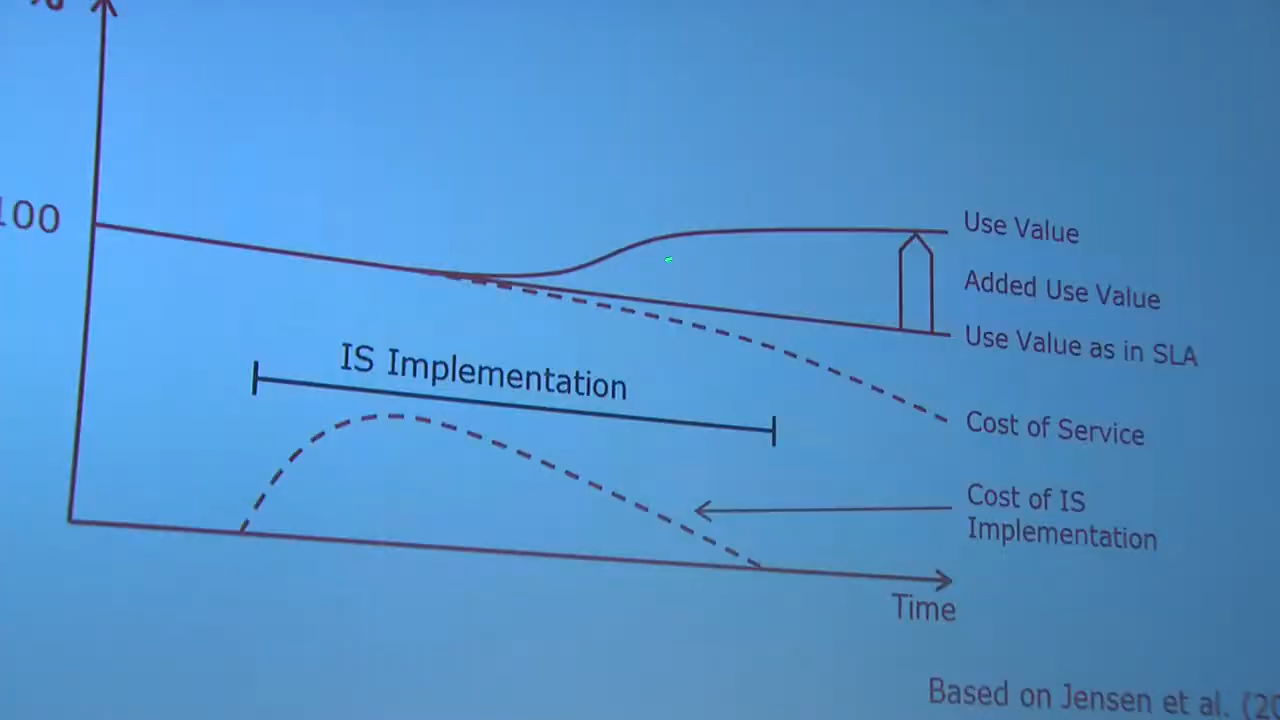 %
100
Use Value
Added Use Value
Use Value as in SLA
IS Implementation
Cost of Service
Cost of IS
Implementation
Time
Based on Jensen et al.